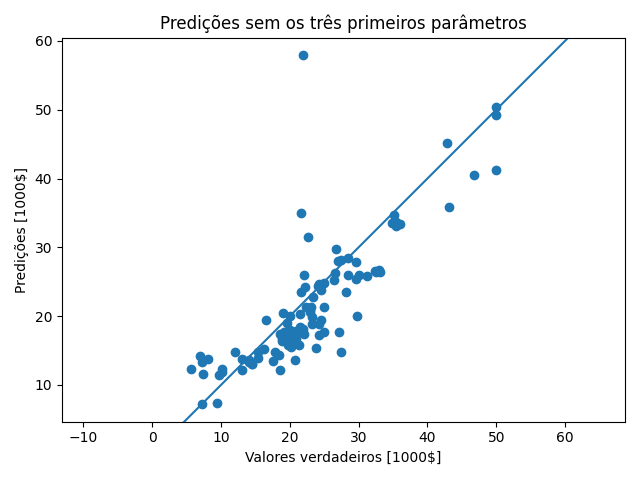 Predições sem os três primeiros parâmetros
60
50
40
30
20
10
Predições [1000$]
−10 0 10 20 30 40 50 60
Valores verdadeiros [1000$]